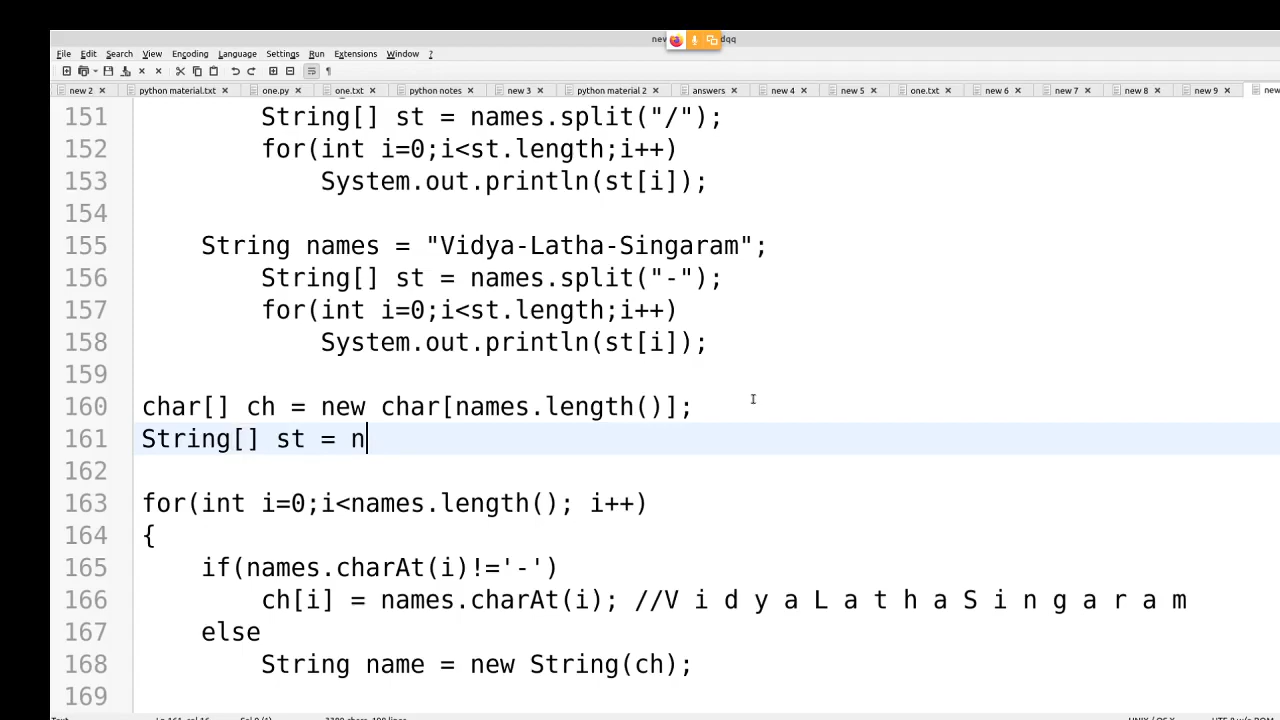 new dqq
File Edit Search View Encoding Language Settings Run Extensions Window ?
new 2 python material.txt one.py one.txt python notes new 3 python material 2 answers new 4 new 5 one.txt new 6 new 7 new 8 new 9 new
151 String[] st = names.split("/");
152 for(int i=0;i<st.length;i++)
153 System.out.println(st[i]);
154
155 String names = "Vidya-Latha-Singaram";
156 String[] st = names.split("-");
157 for(int i=0;i<st.length;i++)
158 System.out.println(st[i]);
159
160 char[] ch = new char[names.length()];
161 String[] st = n
162
163 for(int i=0;i<names.length(); i++)
164 {
165 if(names.charAt(i)!='-')
166 ch[i] = names.charAt(i); //V i d y a L a t h a S i n g a r a m
167 else
168 String name = new String(ch);
169